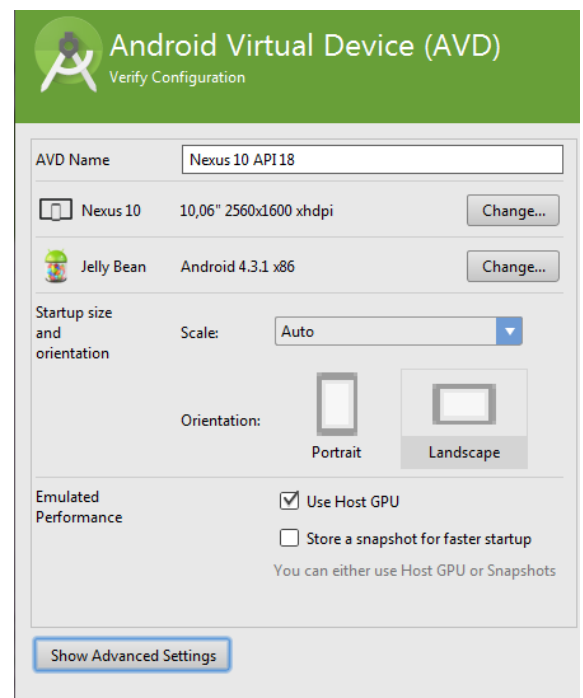 Android Virtual Device (AVD)
Verify Configuration
AVD Name
Nexus 10 API 18
Nexus 10
10,06" 2560x1600 xhdpi
Change...
Jelly Bean
Android 4.3.1 x86
Change...
Startup size
and
orientation
Scale:
Auto
Orientation:
Portrait
Landscape
Emulated
Performance
Use Host GPU
Store a snapshot for faster startup
You can either use Host GPU or Snapshots
Show Advanced Settings